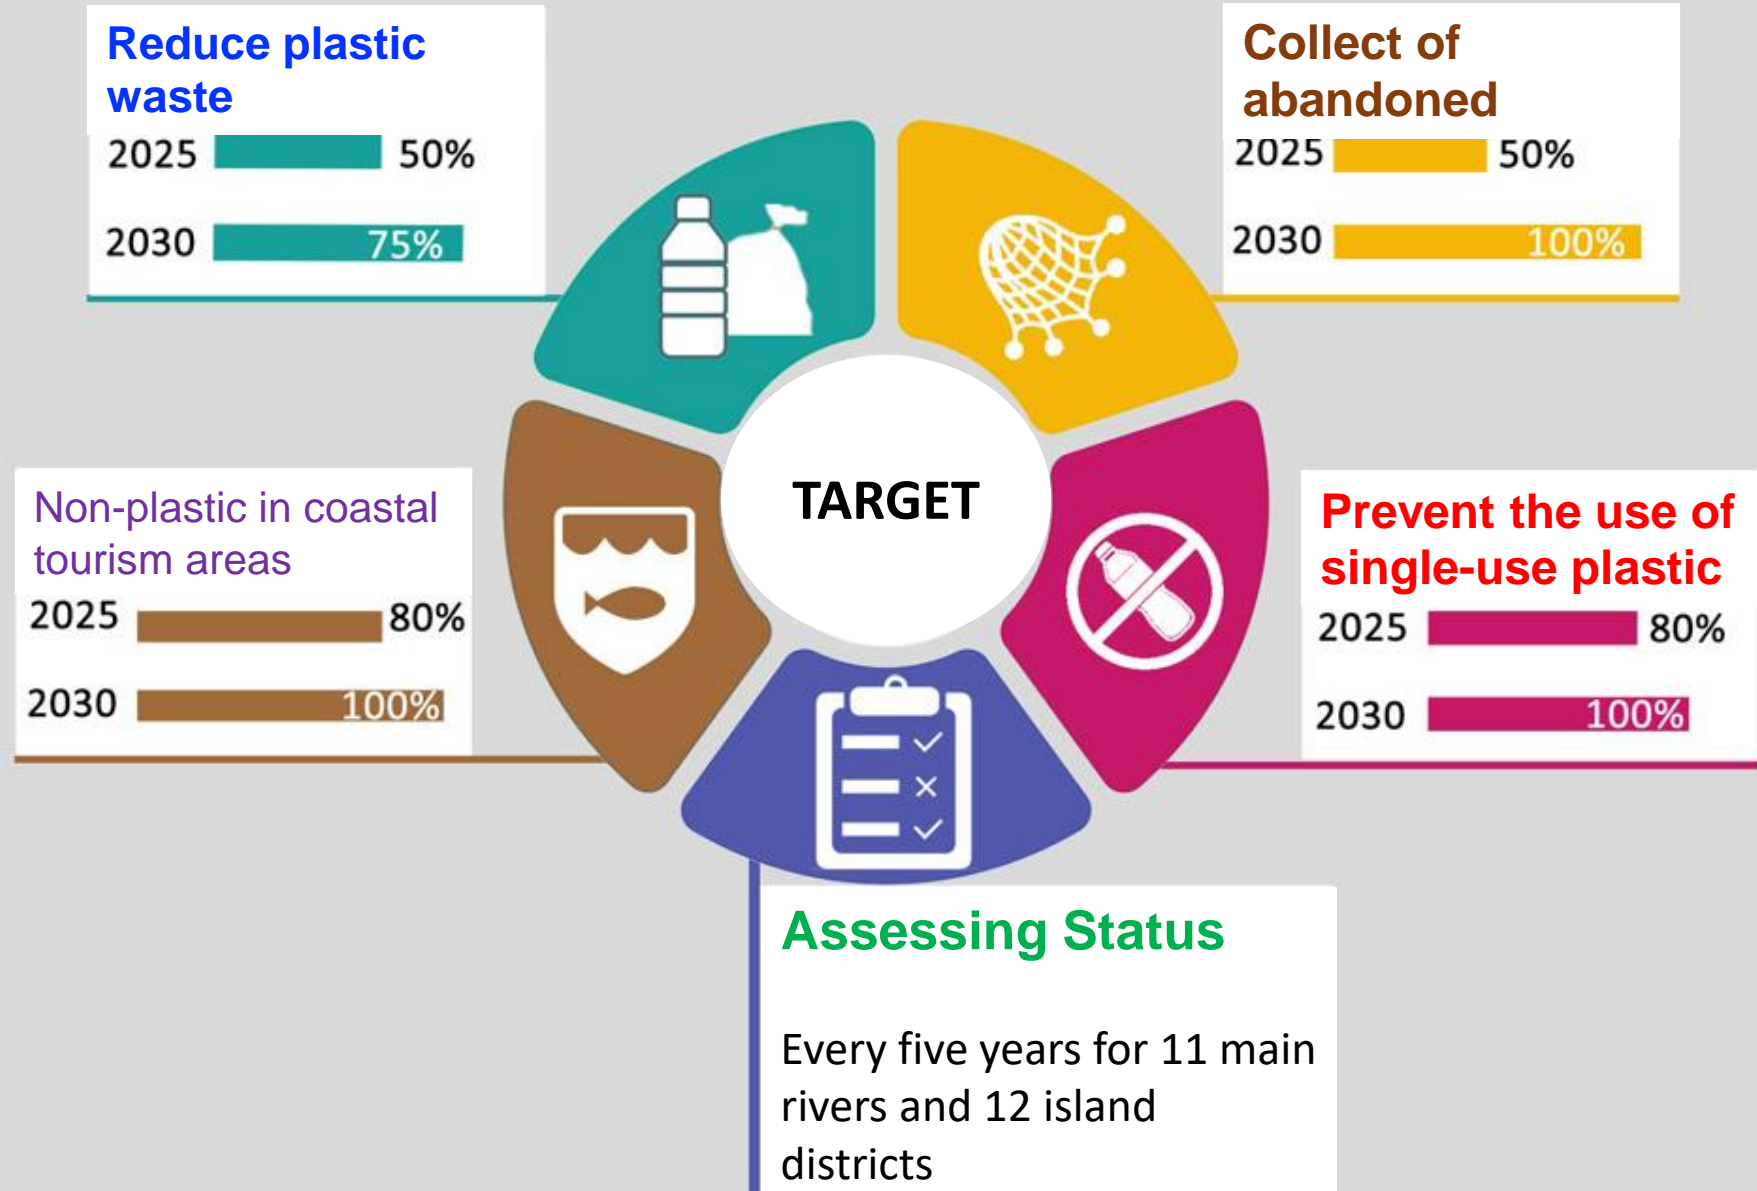 Reduce plastic
waste
2025 50%
2030 75%
Collect of
abandoned
2025 50%
2030 100%
TARGET
Non-plastic in coastal
tourism areas
2025 80%
2030 100%
Prevent the use of
single-use plastic
2025 80%
2030 100%
Assessing Status
Every five years for 11 main
rivers and 12 island
districts